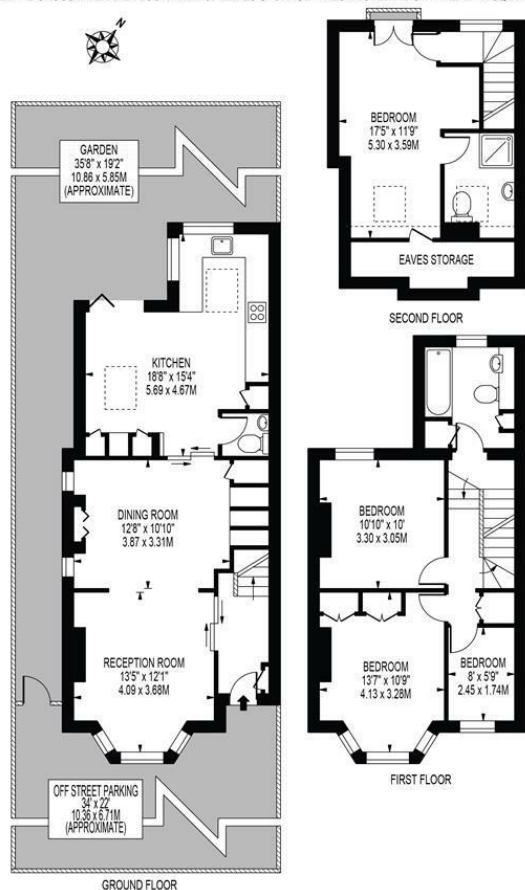 N
GARDEN
35'8" x 19'2"
10.86 x 5.85M
(APPROXIMATE)
KITCHEN
18'8" x 15'4"
5.69 x 4.67M
DINING ROOM
12'8" x 10'10"
3.87 x 3.31M
RECEPTION ROOM
13'5" x 12'1"
4.09 x 3.68M
OFF STREET PARKING
34' x 22'
10.36 x 6.71M
(APPROXIMATE)
GROUND FLOOR
BEDROOM
17'5" x 11'9"
5.30 x 3.59M
EAVES STORAGE
SECOND FLOOR
BEDROOM
10'10" x 10'
3.30 x 3.05M
BEDROOM
13'7" x 10'9"
4.13 x 3.28M
BEDROOM
8' x 5'9"
2.45 x 1.74M
FIRST FLOOR